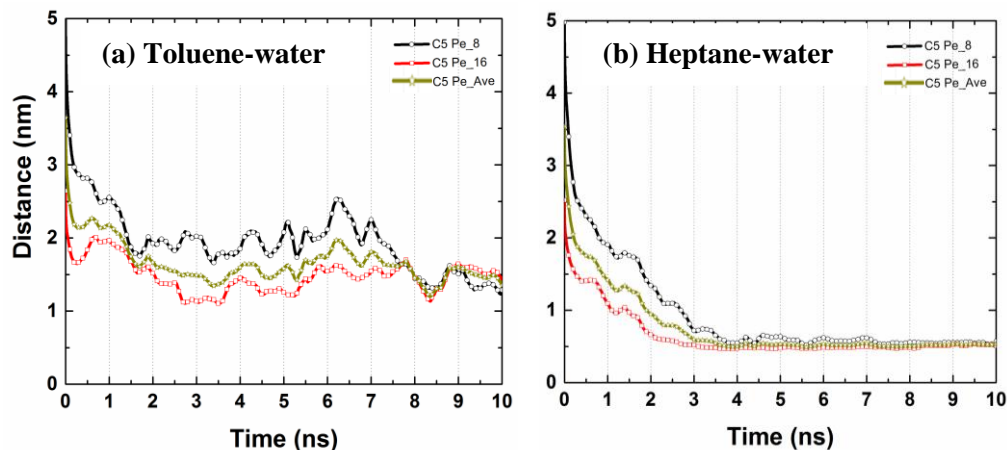 (a) Toluene-water
C5 Pe_8
C5 Pe_16
C5 Pe_Ave
Distance (nm)
5
4
3
2
1
0
0 1 2 3 4 5 6 7 8 9 10
Time (ns)
(b) Heptane-water
C5 Pe_8
C5 Pe_16
C5 Pe_Ave
5
4
3
2
1
0
0 1 2 3 4 5 6 7 8 9 10
Time (ns)